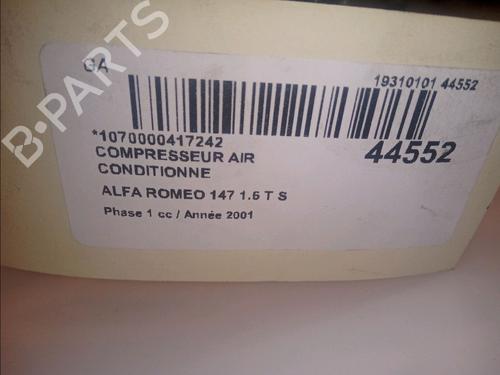 B-PARTS
GA
19310101 44552
*1070000417242
44552
COMPRESSEUR AIR
CONDITIONNE
ALFA ROMEO 147 1.6 T S
Phase 1 cc / Année 2001